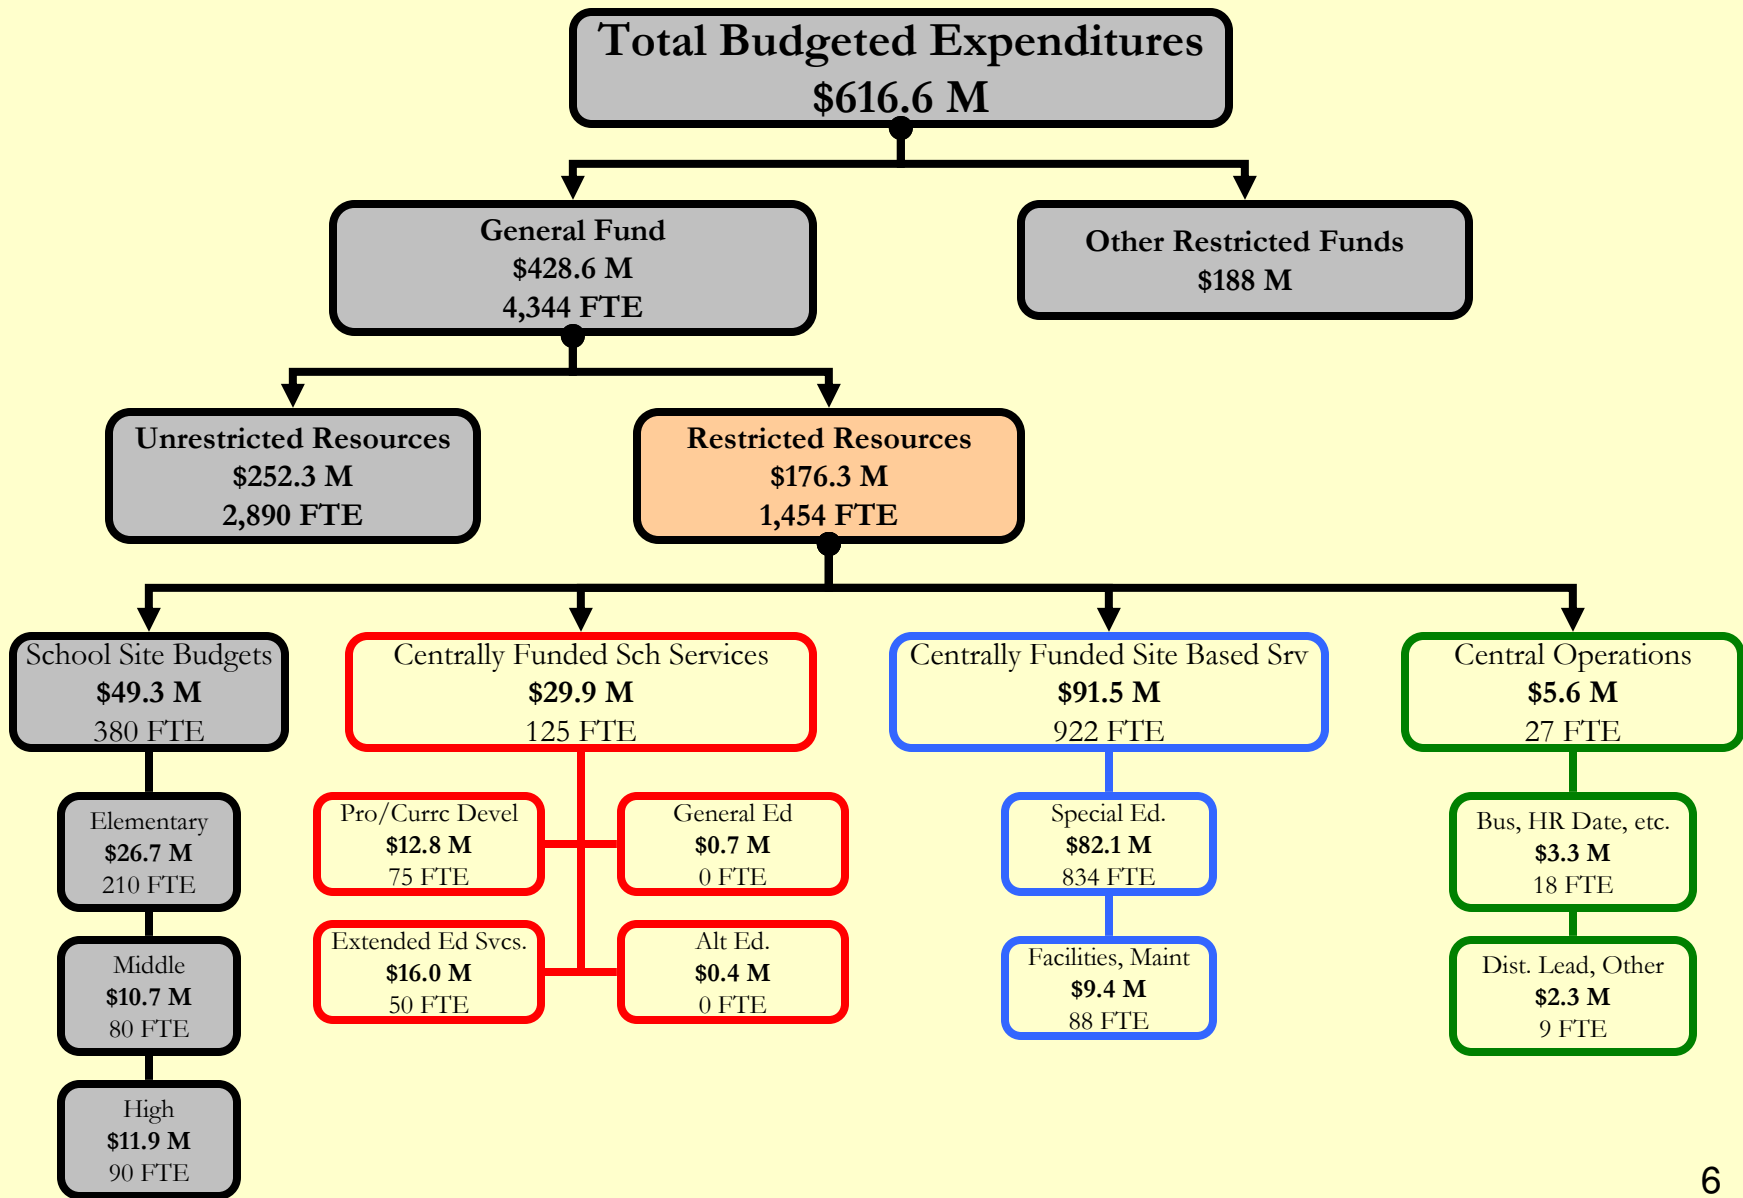 Total Budgeted Expenditures
$616.6 M
General Fund
$428.6 M
4,344 FTE
Other Restricted Funds
$188 M
Unrestricted Resources
$252.3 M
2,890 FTE
Restricted Resources
$176.3 M
1,454 FTE
School Site Budgets
$49.3 M
380 FTE
Centrally Funded Sch Services
$29.9 M
125 FTE
Centrally Funded Site Based Srv
$91.5 M
922 FTE
Central Operations
$5.6 M
27 FTE
Elementary
$26.7 M
210 FTE
Pro/Currc Devel
$12.8 M
75 FTE
General Ed
$0.7 M
0 FTE
Special Ed.
$82.1 M
834 FTE
Bus, HR Date, etc.
$3.3 M
18 FTE
Middle
$10.7 M
80 FTE
Extended Ed Svcs.
$16.0 M
50 FTE
Alt Ed.
$0.4 M
0 FTE
Facilities, Maint
$9.4 M
88 FTE
Dist. Lead, Other
$2.3 M
9 FTE
High
$11.9 M
90 FTE
6